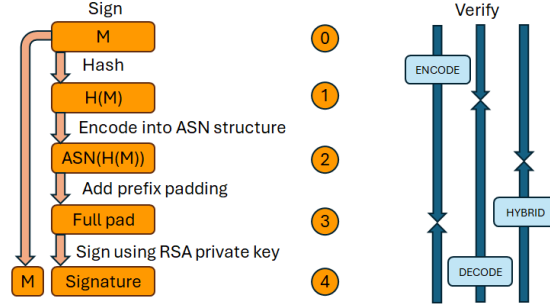 Sign
Verify
M
0
Hash
ENCODE
H(M)
1
Encode into ASN structure
ASN(H(M))
2
Add prefix padding
Full pad
3
HYBRID
Sign using RSA private key
DECODE
M
Signature
4